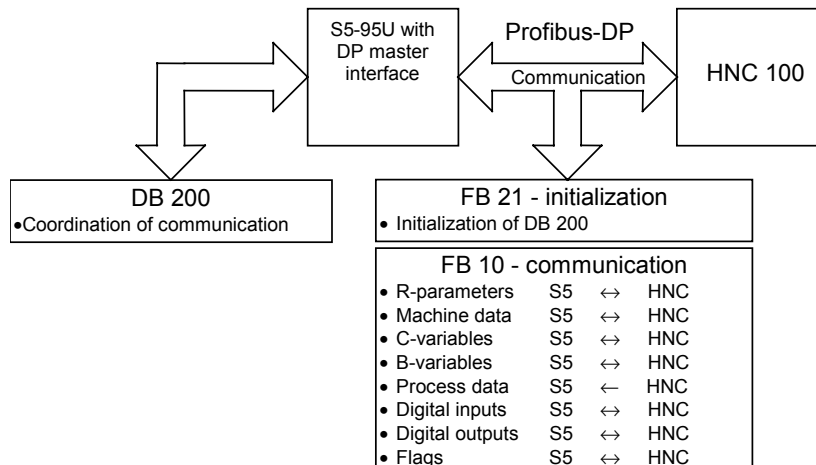 S5-95U with
DP master
interface
Profibus-DP
Communication
HNC 100
DB 200
•Coordination of communication
FB 21 - initialization
• Initialization of DB 200
FB 10 - communication
• R-parameters S5 ↔ HNC
• Machine data S5 ↔ HNC
• C-variables S5 ↔ HNC
• B-variables S5 ↔ HNC
• Process data S5 ← HNC
• Digital inputs S5 ↔ HNC
• Digital outputs S5 ↔ HNC
• Flags S5 ↔ HNC